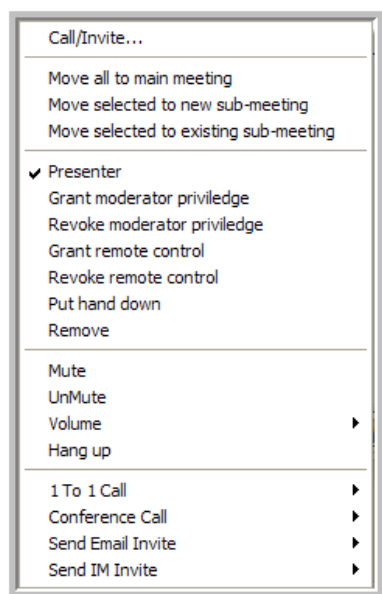 Call/Invite...
Move all to main meeting
Move selected to new sub-meeting
Move selected to existing sub-meeting
Presenter
Grant moderator priviledge
Revoke moderator priviledge
Grant remote control
Revoke remote control
Put hand down
Remove
Mute
UnMute
Volume
Hang up
1 To 1 Call
Conference Call
Send Email Invite
Send IM Invite